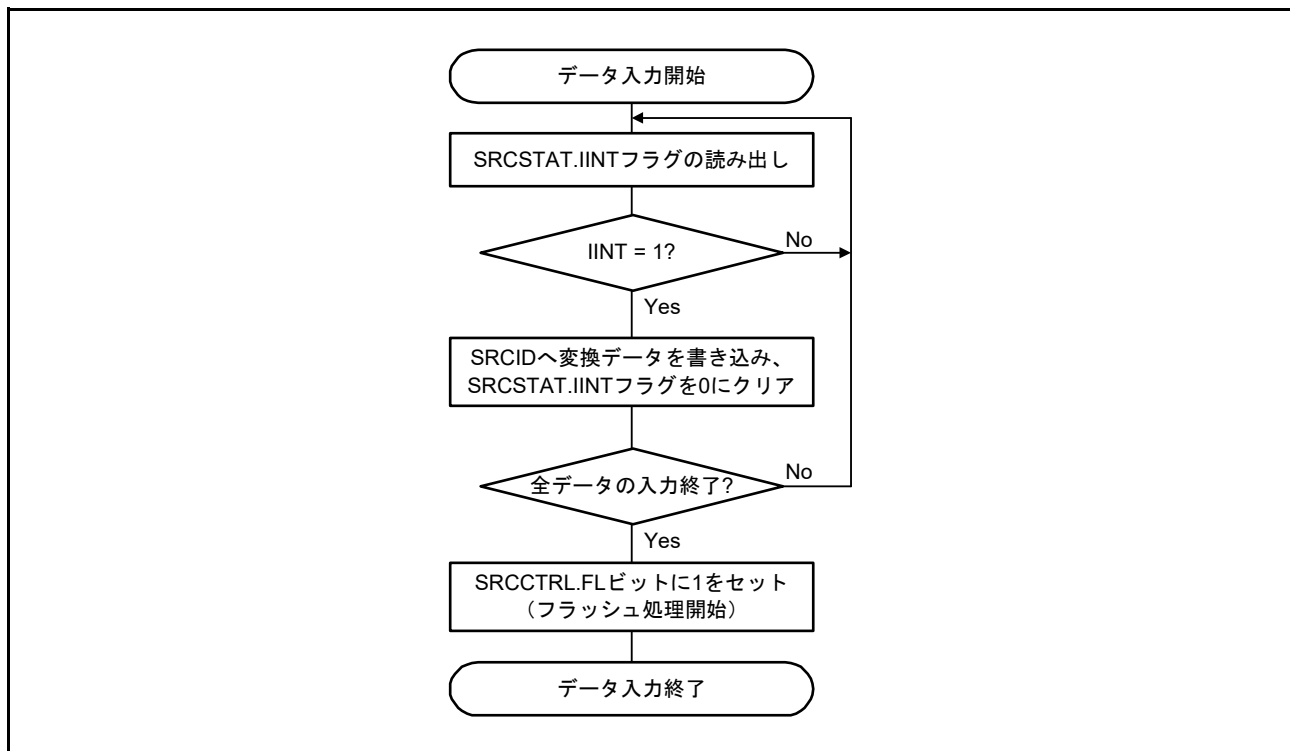 データ入力開始
SRCSTAT.IINTフラグの読み出し
IINT = 1?
No
Yes
SRCIDへ変換データを書き込み、
SRCSTAT.IINTフラグを0にクリア
全データの入力終了?
No
Yes
SRCCTRL.FLビットに1をセット
（フラッシュ処理開始）
データ入力終了